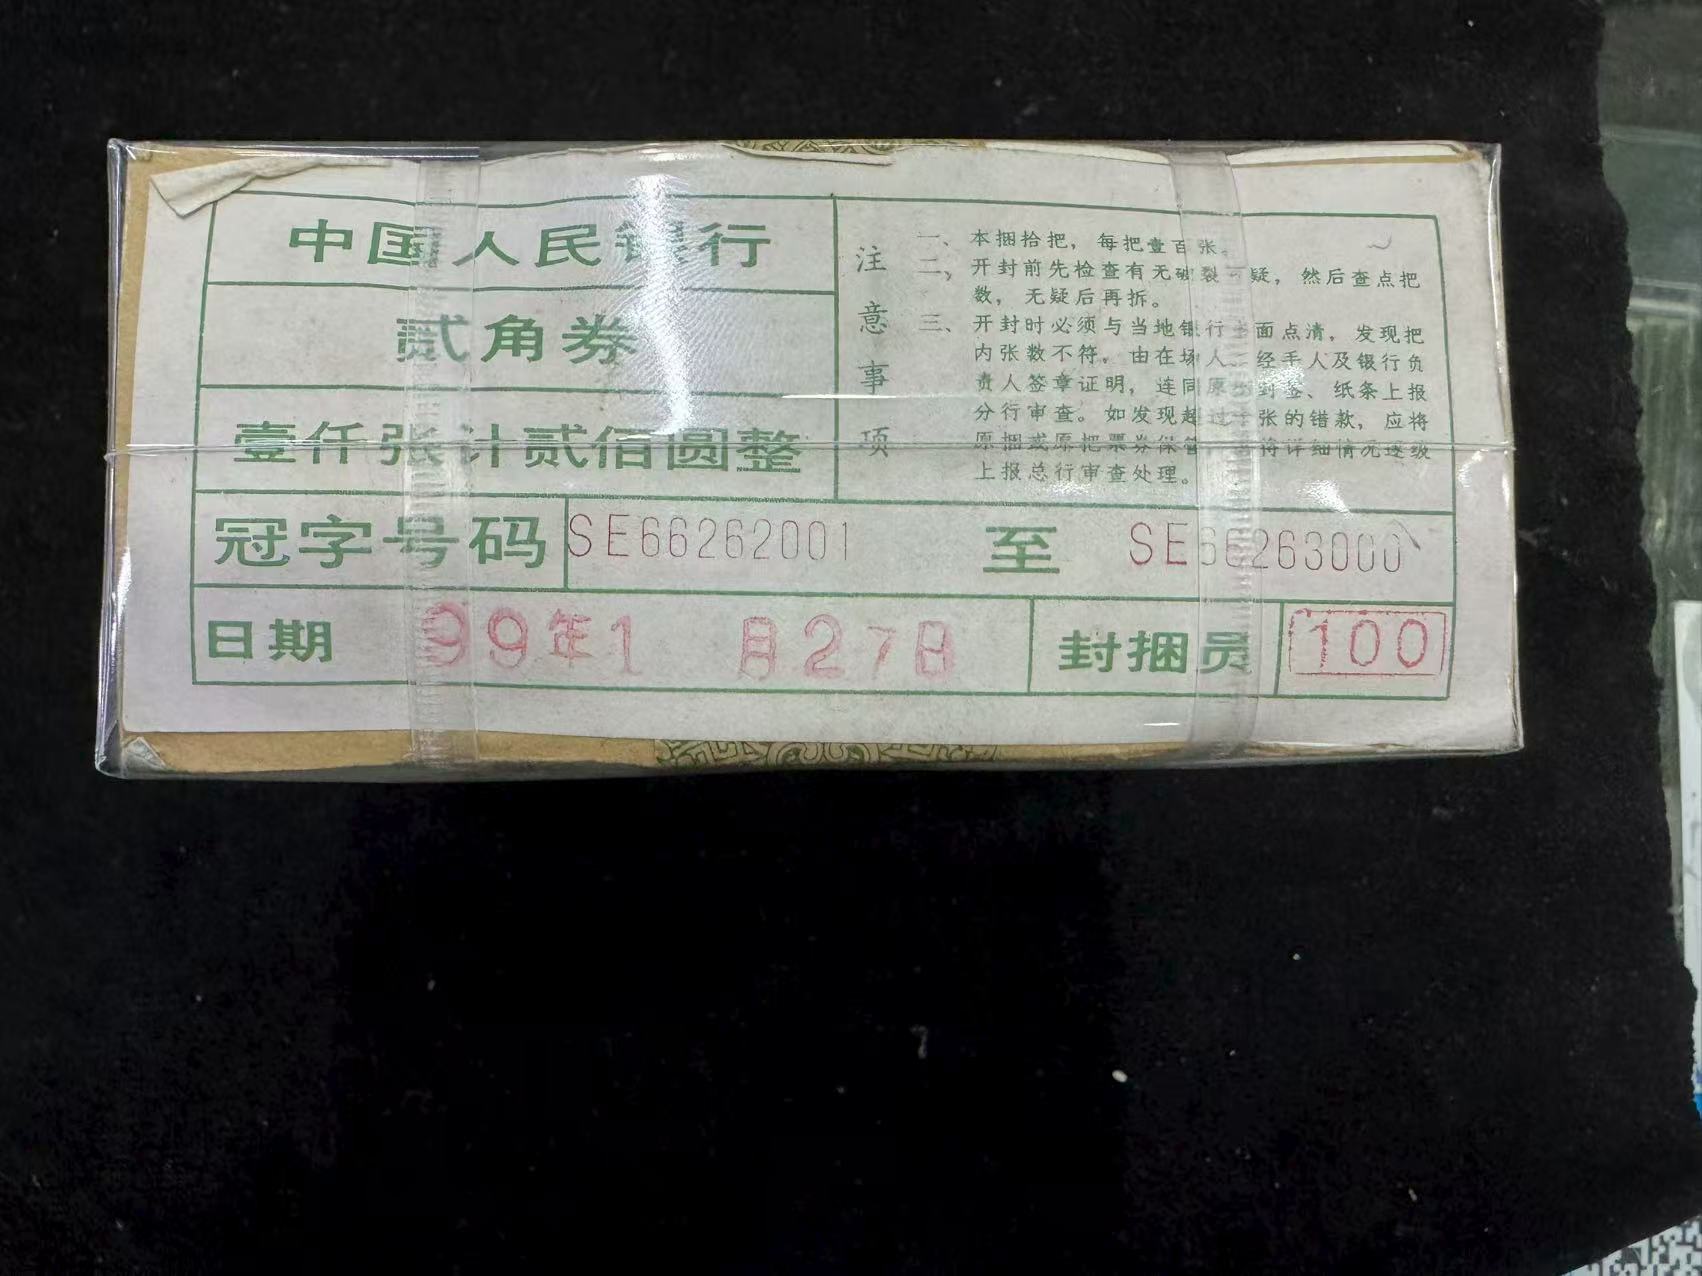 中国人民银行
贰角券
壹仟张计贰佰圆整
注意事项
一、本捆拾把，每把壹百张。
二、开封前先检查有无破裂可疑，然后查点把
数，无疑后再拆。
三、开封时必须与当地银行当面点清，发现把
内张数不符。由在场人、经手人及银行负
责人签章证明，连同原捆封签、纸条上报
分行审查。如发现超过十张的错款，应将
原捆或原把票券保管，将详细情况逐级
上报总行审查处理。
冠字号码 SE66262001 至 SE66263000
日期 99年1月27日 封捆员 100